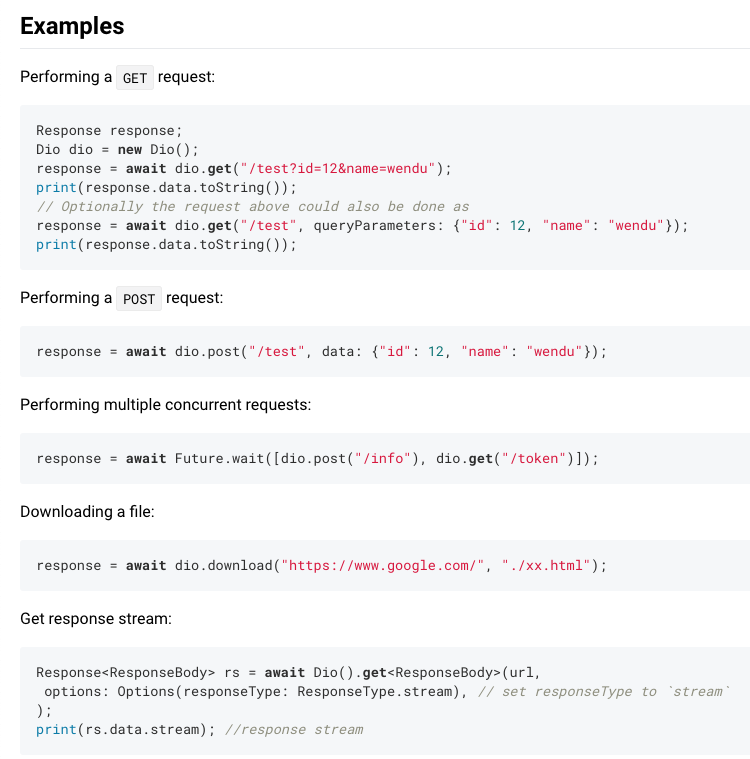 Examples
Performing a GET request:
Response response;
Dio dio = new Dio();
response = await dio.get("/test?id=12&name=wendu");
print(response.data.toString());
// Optionally the request above could also be done as
response = await dio.get("/test", queryParameters: {"id": 12, "name": "wendu"});
print(response.data.toString());
Performing a POST request:
response = await dio.post("/test", data: {"id": 12, "name": "wendu"});
Performing multiple concurrent requests:
response = await Future.wait([dio.post("/info"), dio.get("/token")]);
Downloading a file:
response = await dio.download("https://www.google.com/", "./xx.html");
Get response stream:
Response<ResponseBody> rs = await Dio().get<ResponseBody>(url,
 options: Options(responseType: ResponseType.stream), // set responseType to `stream`
);
print(rs.data.stream); //response stream